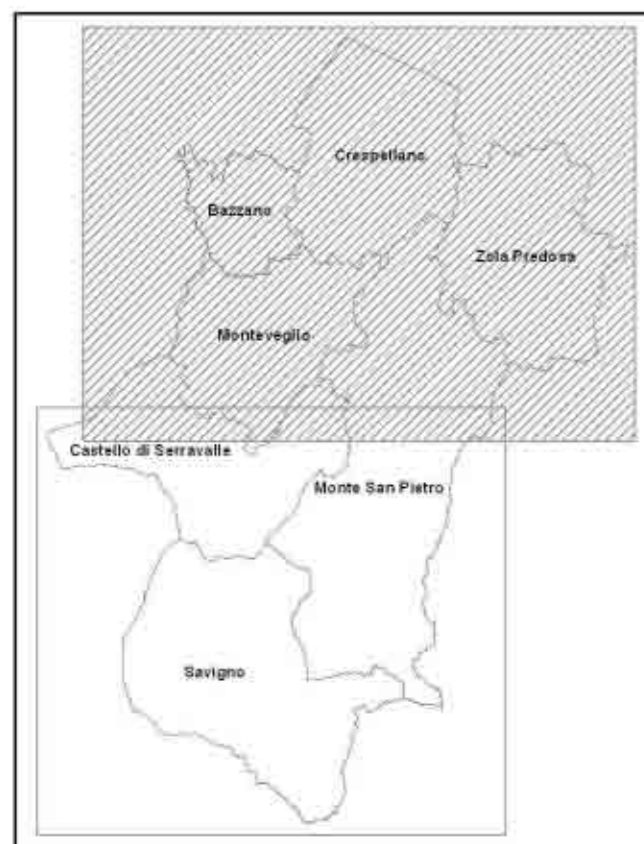 Crespellano
Bazzano
Zola Predosa
Monteveglio
Castello di Serravalle
Monte San Pietro
Savigno